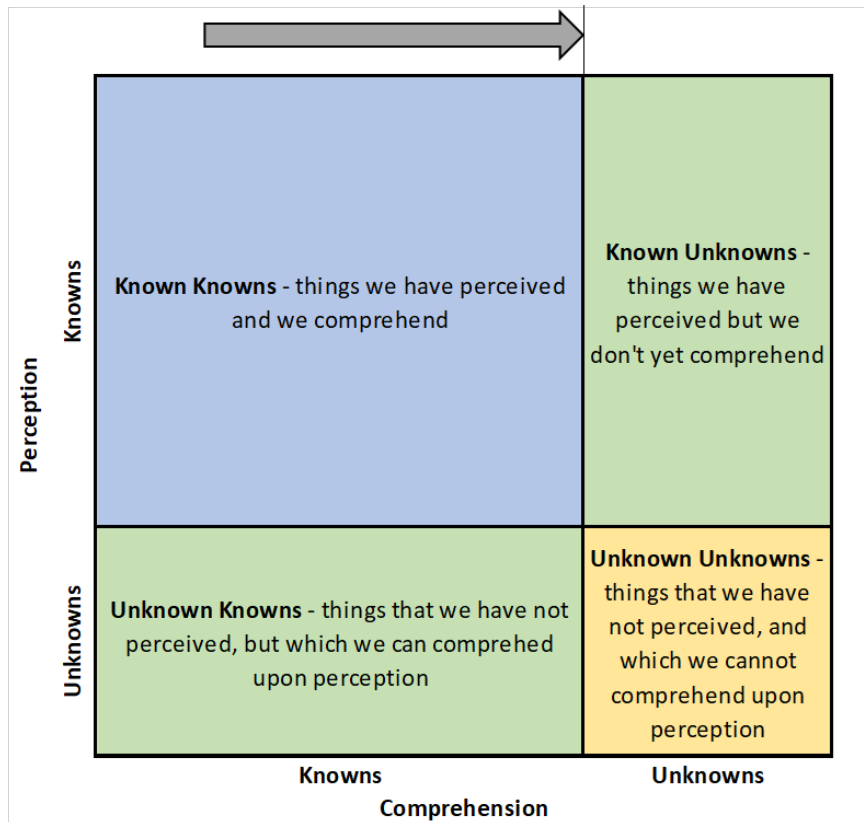 Known Knowns - things we have perceived
and we comprehend
Known Unknowns -
things we have
perceived but we
don't yet comprehend
Knowns
Perception
Unknown Knowns - things that we have not
perceived, but which we can comprehed
upon perception
Unknown Unknowns -
things that we have
not perceived, and
which we cannot
comprehend upon
perception
Unknowns
Knowns
Unknowns
Comprehension